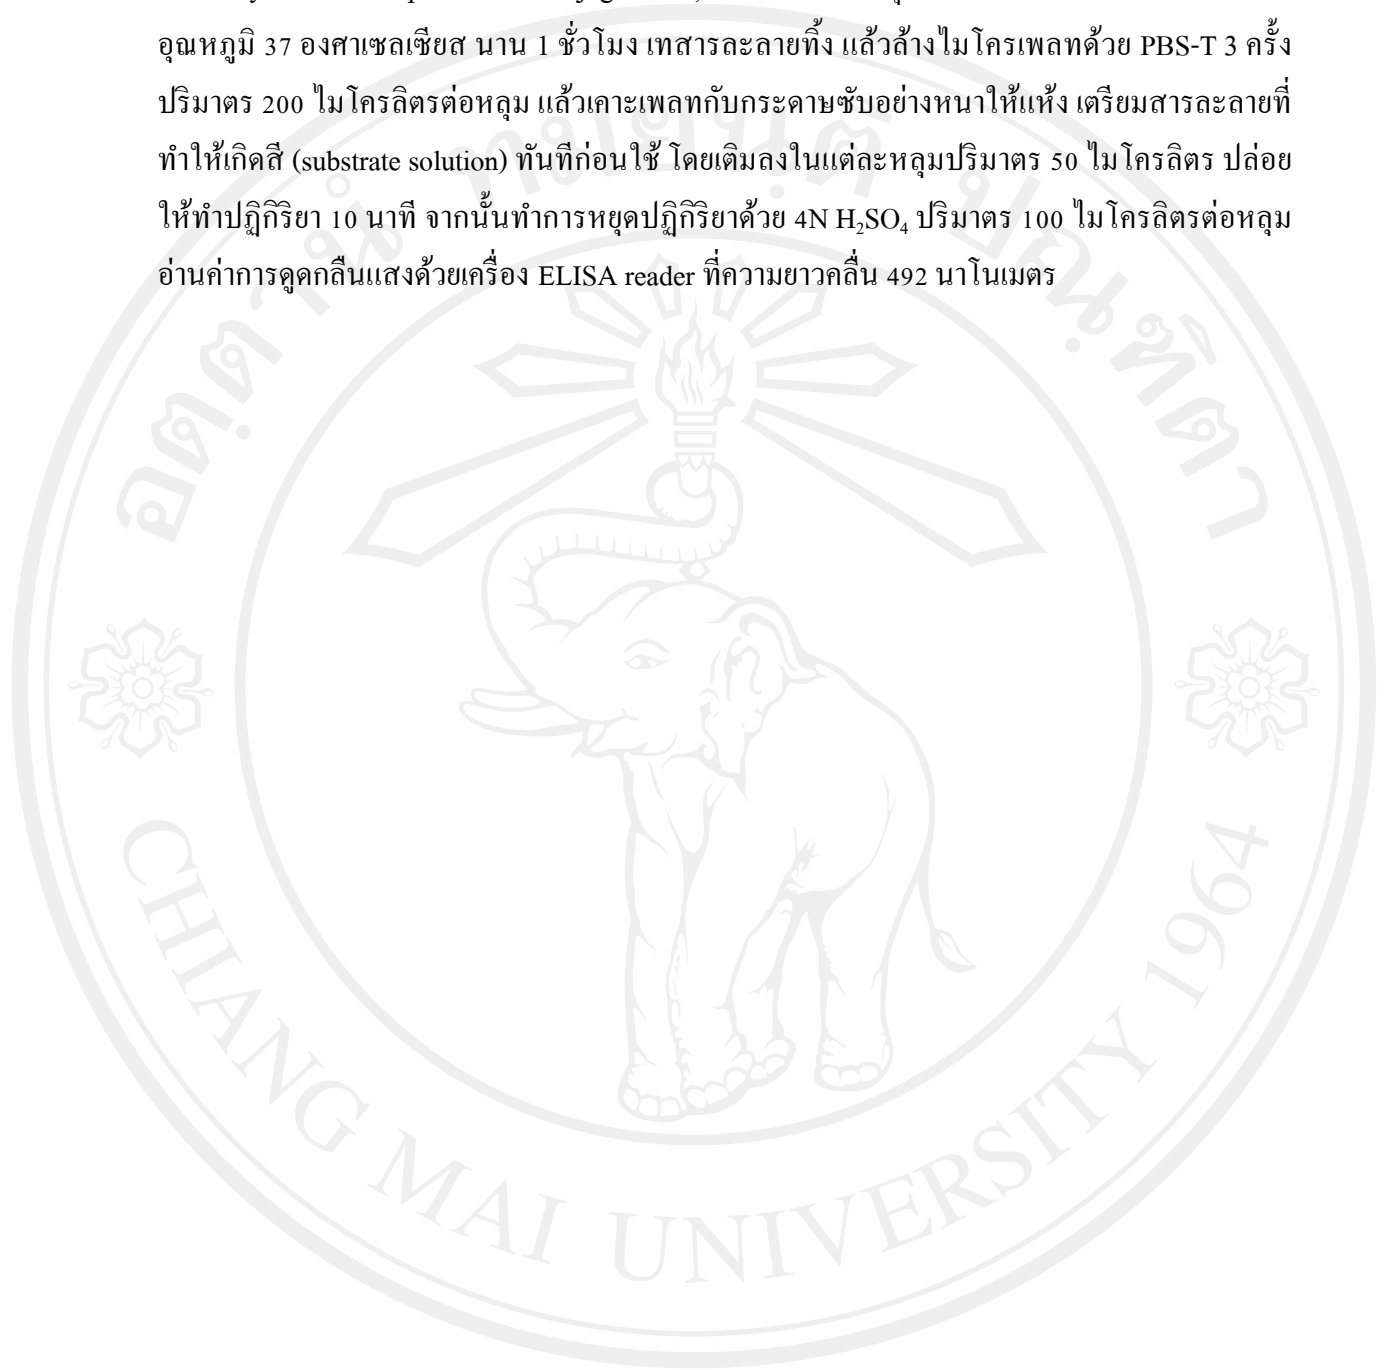 อุณหภูมิ 37 องศาเซลเซียส นาน 1 ชั่วโมง เทสารละลายทิ้ง แล้วล้างไมโครเพลทด้วย PBS-T 3 ครั้ง
ปริมาตร 200 ไมโครลิตรต่อหลุม แล้วเคาะเพลทกับกระดาษซับอย่างหนาให้แห้ง เตรียมสารละลายที่
ทำให้เกิดสี (substrate solution) ทันทีก่อนใช้ โดยเติมลงในแต่ละหลุมปริมาตร 50 ไมโครลิตร ปล่อย
ให้ทำปฏิกิริยา 10 นาที จากนั้นทำการหยุดปฏิกิริยาด้วย 4N H₂SO₄ ปริมาตร 100 ไมโครลิตรต่อหลุม
อ่านค่าการดูดกลืนแสงด้วยเครื่อง ELISA reader ที่ความยาวคลื่น 492 นาโนเมตร
อตฺตานํ ทมยนฺติ ปณฺฑิตา
CHIANG MAI UNIVERSITY 1964